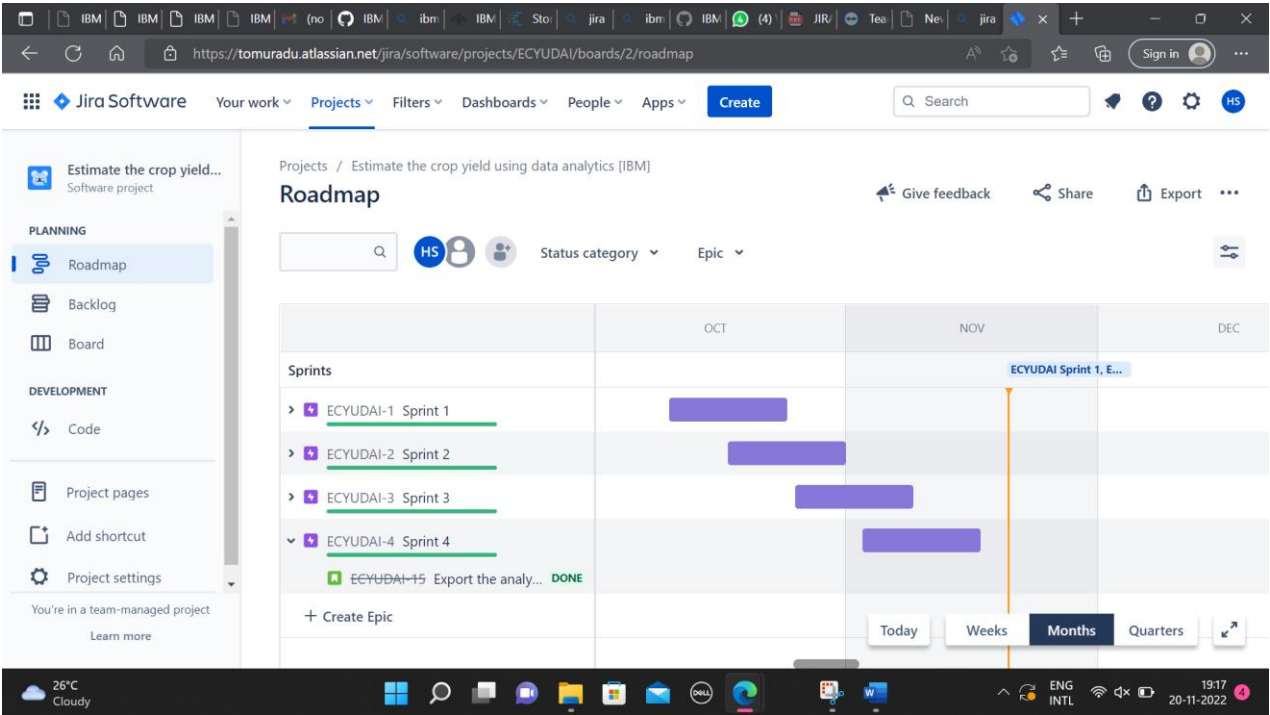 IBM IBM IBM IBM (no IBM ibm IBM Stor jira ibm IBM (4) JIR/ Tea Nev jira
https://tomuradu.atlassian.net/jira/software/projects/ECYUDAI/boards/2/roadmap
Sign in
Jira Software Your work Projects Filters Dashboards People Apps Create Search HS
Estimate the crop yield...
Software project
PLANNING
Roadmap
Backlog
Board
DEVELOPMENT
Code
Project pages
Add shortcut
Project settings
You're in a team-managed project
Learn more
Projects / Estimate the crop yield using data analytics [IBM]
Roadmap
Give feedback Share Export
HS Status category Epic
OCT NOV DEC
Sprints
ECYUDAI Sprint 1, E...
ECYUDAI-1 Sprint 1
ECYUDAI-2 Sprint 2
ECYUDAI-3 Sprint 3
ECYUDAI-4 Sprint 4
ECYUDAI-15 Export the analy... DONE
+ Create Epic
Today Weeks Months Quarters
26°C
Cloudy
DELL
ENG
INTL
19:17
20-11-2022
4